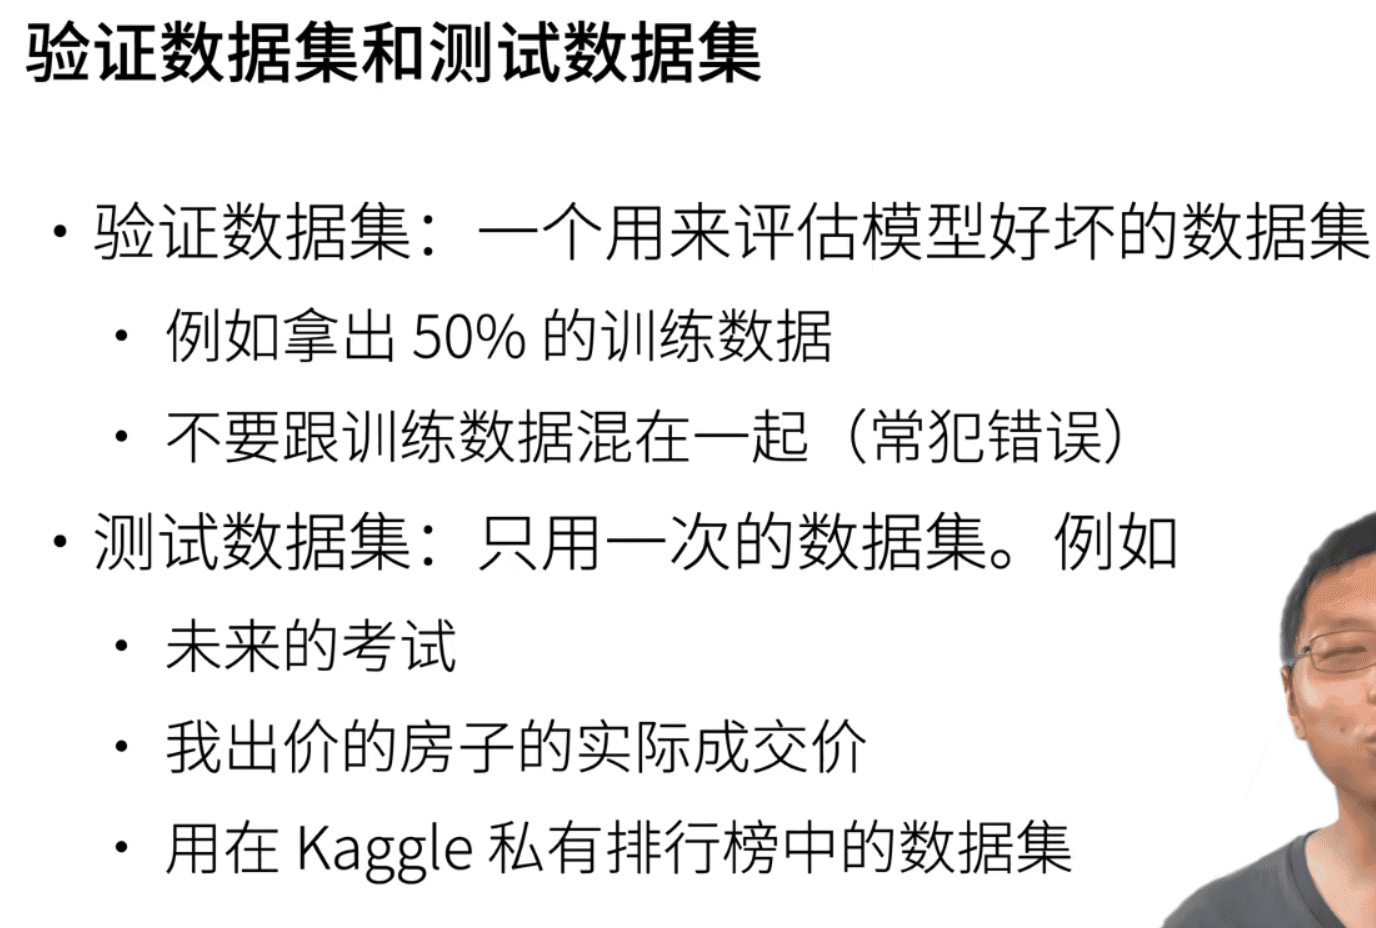 验证数据集和测试数据集
• 验证数据集：一个用来评估模型好坏的数据集
• 例如拿出 50% 的训练数据
• 不要跟训练数据混在一起（常犯错误）
• 测试数据集：只用一次的数据集。例如
• 未来的考试
• 我出价的房子的实际成交价
• 用在 Kaggle 私有排行榜中的数据集